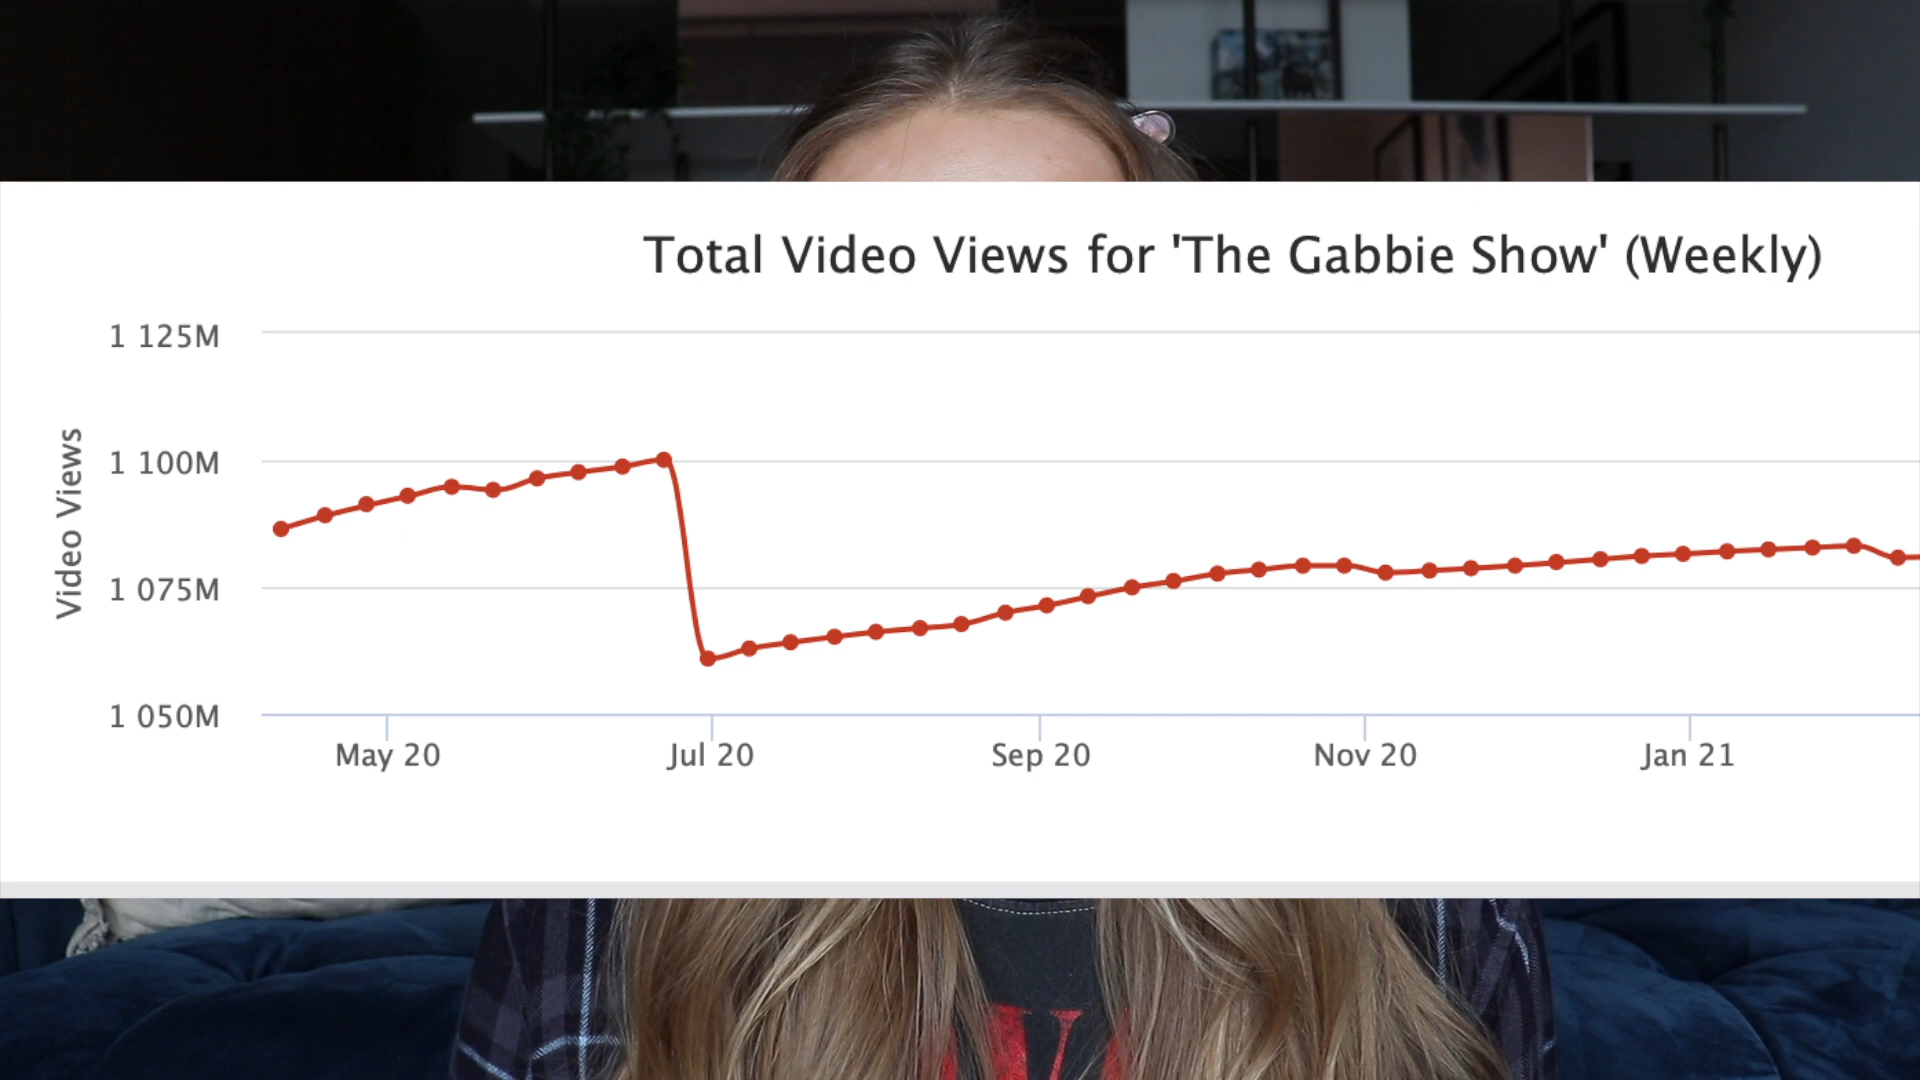 Total Video Views for 'The Gabbie Show' (Weekly)
1 125M
1 100M
1 075M
1 050M
Video Views
May 20
Jul 20
Sep 20
Nov 20
Jan 21